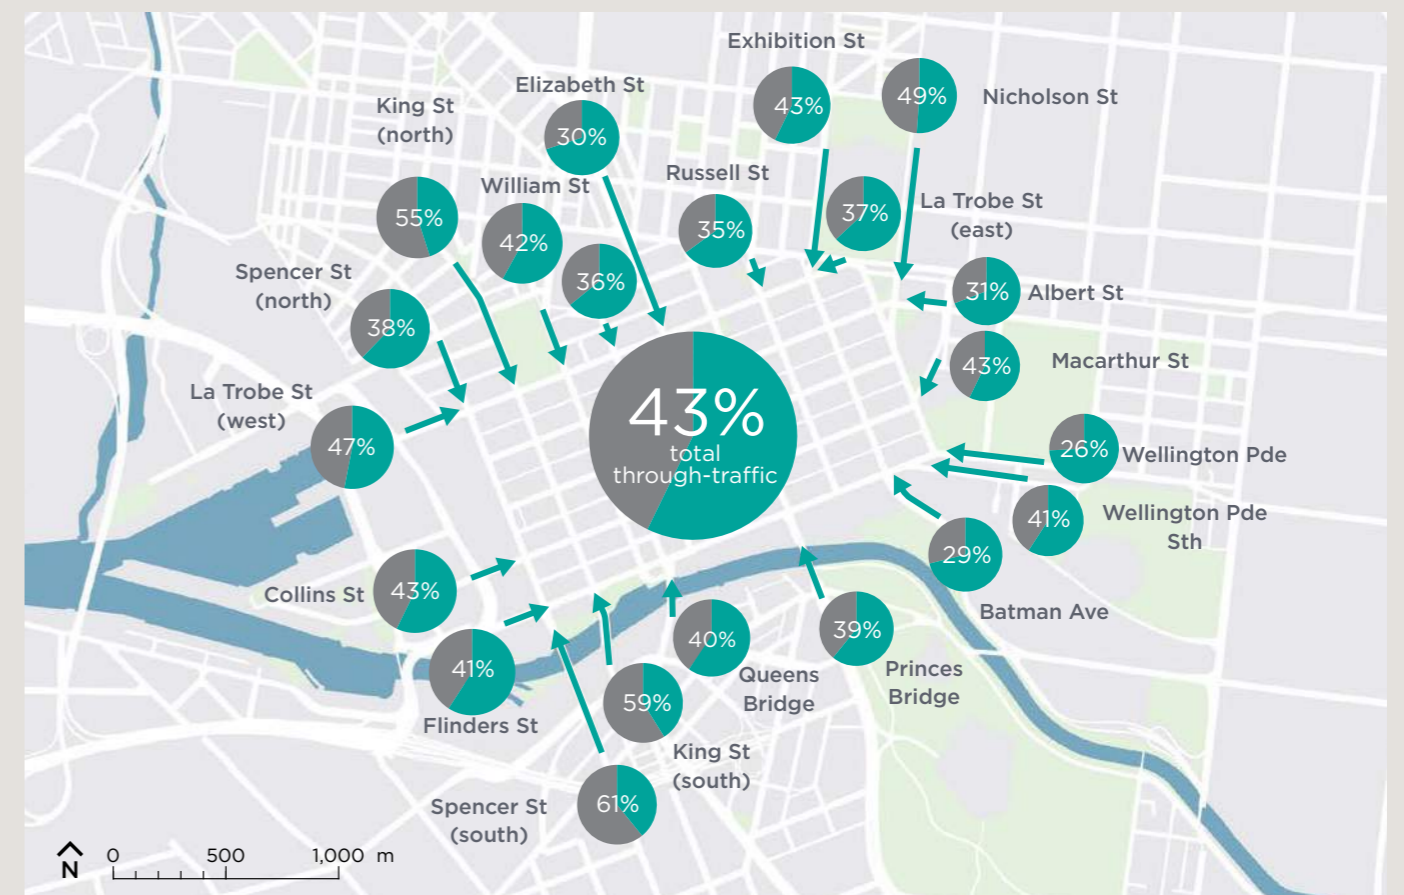 Exhibition St
43%
49%
Nicholson St
Elizabeth St
30%
King St
(north)
55%
William St
42%
36%
Russell St
35%
37%
La Trobe St
(east)
Spencer St
(north)
38%
31%
Albert St
43%
Macarthur St
La Trobe St
(west)
47%
43%
total
through-traffic
26%
Wellington Pde
41%
Wellington Pde
Sth
29%
Batman Ave
Collins St
43%
41%
Flinders St
40%
Queens
Bridge
39%
Princes
Bridge
59%
King St
(south)
61%
Spencer St
(south)
N
0 500 1,000 m